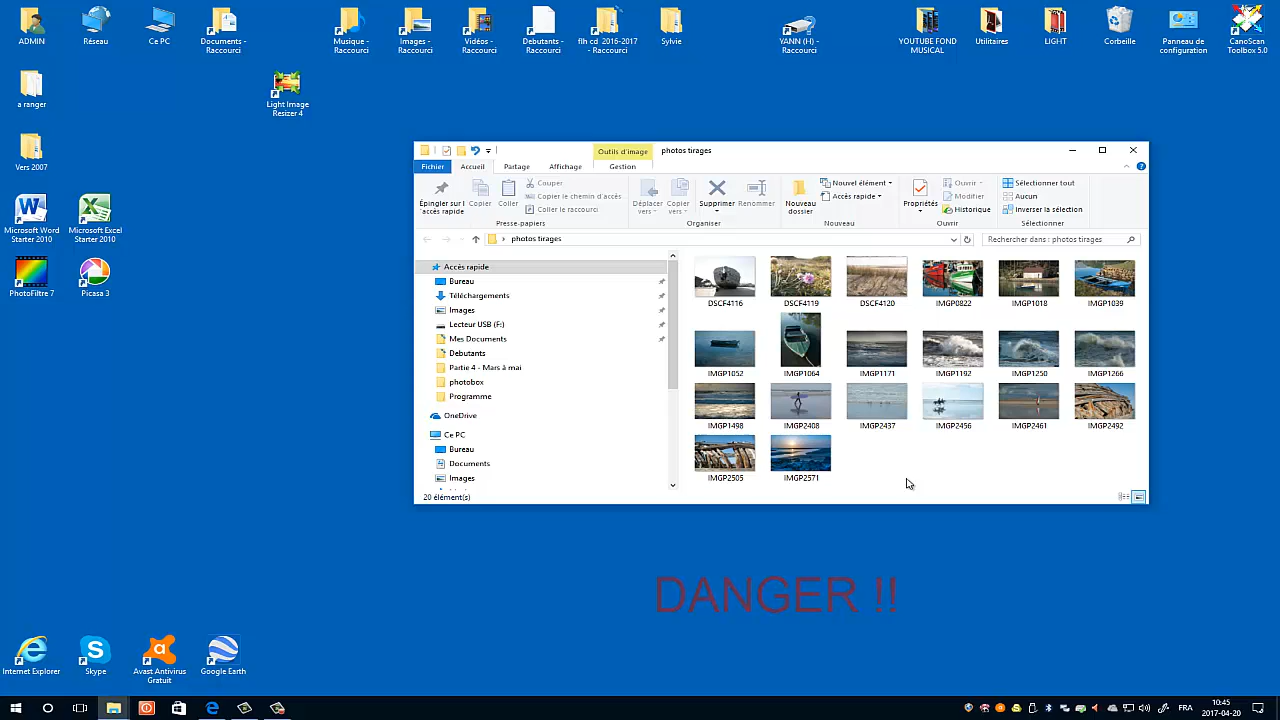 ADMIN
Réseau
Ce PC
Documents -
Raccourci
Musique -
Raccourci
Images -
Raccourci
Vidéos -
Raccourci
Debutants -
Raccourci
flh cd 2016-2017
- Raccourci
Sylvie
YANN (H) -
Raccourci
YOUTUBE FOND
MUSICAL
Utilitaires
LIGHT
Corbeille
Panneau de
configuration
CanoScan
Toolbox 5.0
a ranger
Light Image
Resizer 4
Vers 2007
Microsoft Word
Starter 2010
Microsoft Excel
Starter 2010
PhotoFiltre 7
Picasa 3
Outils d'image
photos tirages
Fichier
Accueil
Partage
Affichage
Gestion
Épingler sur l'
accès rapide
Copier
Coller
Couper
Copier le chemin d'accès
Coller le raccourci
Presse-papiers
Déplacer
vers
Copier
vers
Supprimer
Renommer
Organiser
Nouveau
dossier
Nouvel élément
Accès rapide
Nouveau
Propriétés
Ouvrir
Modifier
Historique
Ouvrir
Sélectionner tout
Aucun
Inverser la sélection
Sélectionner
photos tirages
Rechercher dans : photos tirages
Accès rapide
Bureau
Téléchargements
Images
Lecteur USB (F:)
Mes Documents
Debutants
Partie 4 - Mars à mai
photobox
Programme
OneDrive
Ce PC
Bureau
Documents
Images
DSCF4116
DSCF4119
DSCF4120
IMGP0822
IMGP1018
IMGP1039
IMGP1052
IMGP1064
IMGP1171
IMGP1192
IMGP1250
IMGP1266
IMGP1498
IMGP2408
IMGP2437
IMGP2456
IMGP2461
IMGP2492
IMGP2505
IMGP2571
20 élément(s)
DANGER !!
Internet Explorer
Skype
Avast Antivirus
Gratuit
Google Earth
FRA
10:45
2017-04-20